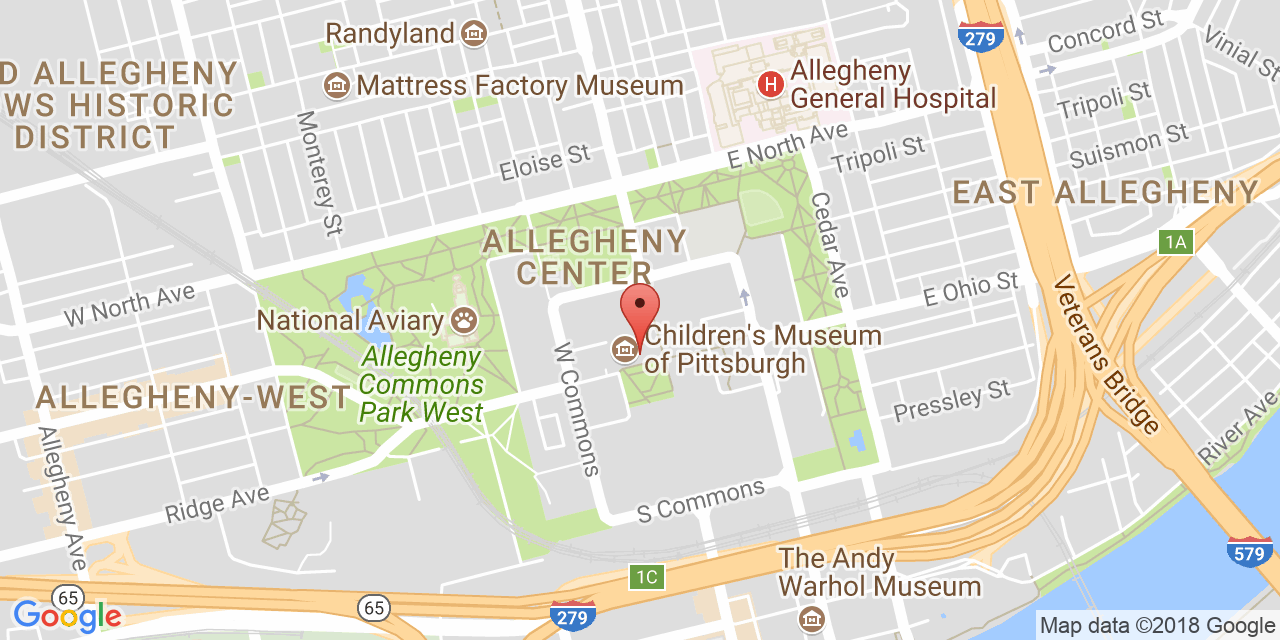 Randyland
279
Concord St
Vinial St
D ALLEGHENY
WS HISTORIC
DISTRICT
Mattress Factory Museum
H
Allegheny
General Hospital
Tripoli St
Monterey St
Eloise St
E North Ave
Tripoli St
Suismon St
EAST ALLEGHENY
Cedar Ave
ALLEGHENY
CENTER
1A
W North Ave
E Ohio St
National Aviary
Veterans Bridge
Children's Museum
of Pittsburgh
Allegheny
Commons
Park West
ALLEGHENY-WEST
W Commons
Pressley St
River Ave
Allegheny Ave
Ridge Ave
S Commons
579
The Andy
Warhol Museum
1C
65
65
279
Google
Map data ©2018 Google